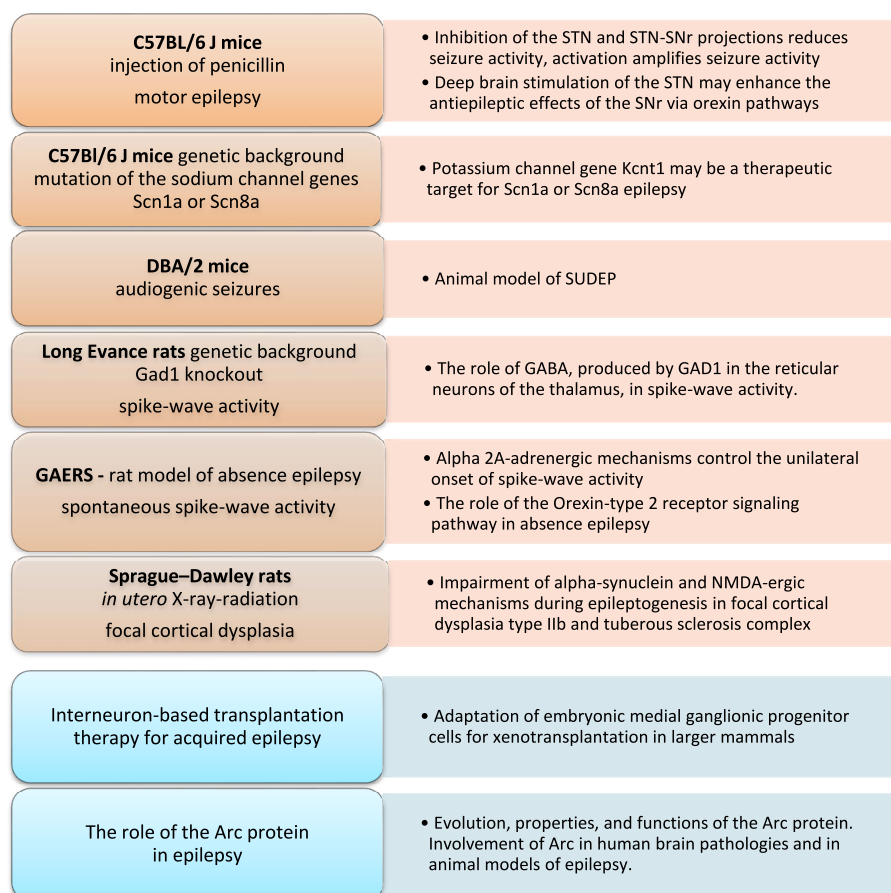 C57BL/6 J mice
injection of penicillin
motor epilepsy
• Inhibition of the STN and STN-SNr projections reduces
seizure activity, activation amplifies seizure activity
• Deep brain stimulation of the STN may enhance the
antiepileptic effects of the SNr via orexin pathways
C57Bl/6 J mice genetic background
mutation of the sodium channel genes
Scn1a or Scn8a
• Potassium channel gene Kcnt1 may be a therapeutic
target for Scn1a or Scn8a epilepsy
DBA/2 mice
audiogenic seizures
• Animal model of SUDEP
Long Evance rats genetic background
Gad1 knockout
spike-wave activity
• The role of GABA, produced by GAD1 in the reticular
neurons of the thalamus, in spike-wave activity.
GAERS - rat model of absence epilepsy
spontaneous spike-wave activity
• Alpha 2A-adrenergic mechanisms control the unilateral
onset of spike-wave activity
• The role of the Orexin-type 2 receptor signaling
pathway in absence epilepsy
Sprague–Dawley rats
in utero X-ray-radiation
focal cortical dysplasia
• Impairment of alpha-synuclein and NMDA-ergic
mechanisms during epileptogenesis in focal cortical
dysplasia type IIb and tuberous sclerosis complex
Interneuron-based transplantation
therapy for acquired epilepsy
• Adaptation of embryonic medial ganglionic progenitor
cells for xenotransplantation in larger mammals
The role of the Arc protein
in epilepsy
• Evolution, properties, and functions of the Arc protein.
Involvement of Arc in human brain pathologies and in
animal models of epilepsy.